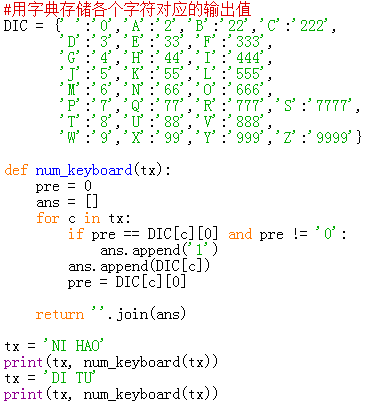 #用字典存储各个字符对应的输出值
DIC = {' ':'0','A':'2','B':'22','C':'222',
'D':'3','E':'33','F':'333',
'G':'4','H':'44','I':'444',
'J':'5','K':'55','L':'555',
'M':'6','N':'66','O':'666',
'P':'7','Q':'77','R':'777','S':'7777',
'T':'8','U':'88','V':'888',
'W':'9','X':'99','Y':'999','Z':'9999'}
def num_keyboard(tx):
pre = 0
ans = []
for c in tx:
if pre == DIC[c][0] and pre != '0':
ans.append('1')
ans.append(DIC[c])
pre = DIC[c][0]
return ''.join(ans)
tx = 'NI HAO'
print(tx, num_keyboard(tx))
tx = 'DI TU'
print(tx, num_keyboard(tx))